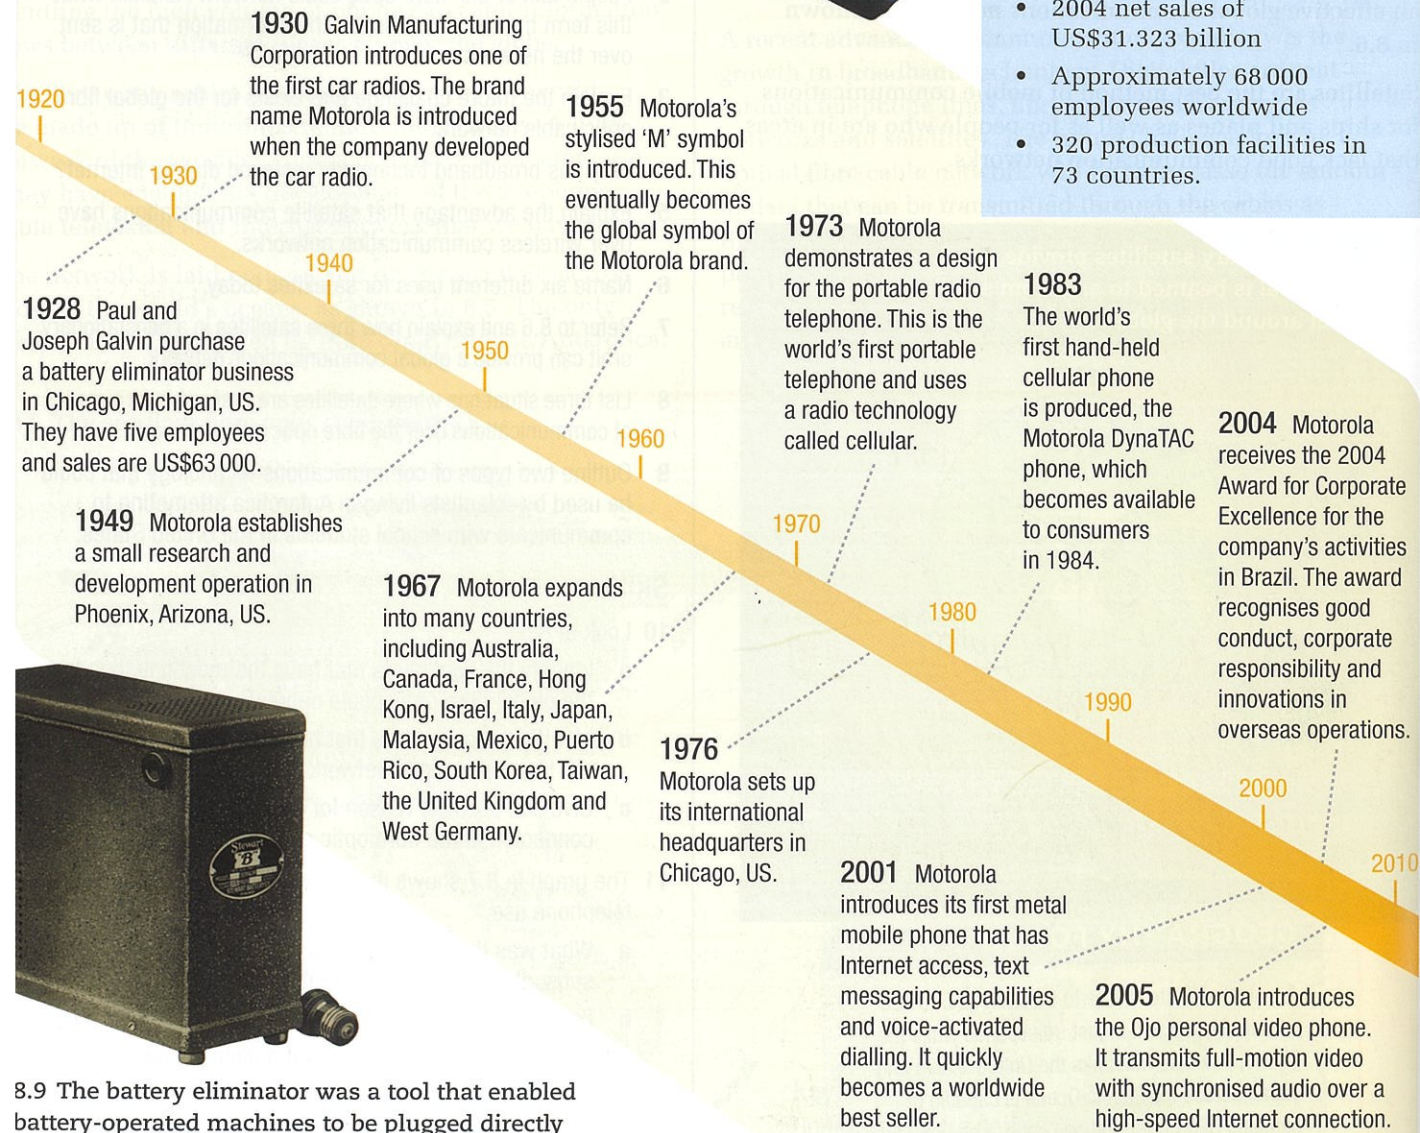 1920
1930
1940
1950
1960
1970
1980
1990
2000
2010
1928 Paul and
Joseph Galvin purchase
a battery eliminator business
in Chicago, Michigan, US.
They have five employees
and sales are US$63 000.
1930 Galvin Manufacturing
Corporation introduces one of
the first car radios. The brand
name Motorola is introduced
when the company developed
the car radio.
1949 Motorola establishes
a small research and
development operation in
Phoenix, Arizona, US.
1955 Motorola's
stylised 'M' symbol
is introduced. This
eventually becomes
the global symbol of
the Motorola brand.
1967 Motorola expands
into many countries,
including Australia,
Canada, France, Hong
Kong, Israel, Italy, Japan,
Malaysia, Mexico, Puerto
Rico, South Korea, Taiwan,
the United Kingdom and
West Germany.
1973 Motorola
demonstrates a design
for the portable radio
telephone. This is the
world's first portable
telephone and uses
a radio technology
called cellular.
1976
Motorola sets up
its international
headquarters in
Chicago, US.
1983
The world's
first hand-held
cellular phone
is produced, the
Motorola DynaTAC
phone, which
becomes available
to consumers
in 1984.
2001 Motorola
introduces its first metal
mobile phone that has
Internet access, text
messaging capabilities
and voice-activated
dialling. It quickly
becomes a worldwide
best seller.
2004 Motorola
receives the 2004
Award for Corporate
Excellence for the
company's activities
in Brazil. The award
recognises good
conduct, corporate
responsibility and
innovations in
overseas operations.
2005 Motorola introduces
the Ojo personal video phone.
It transmits full-motion video
with synchronised audio over a
high-speed Internet connection.
• 2004 net sales of
US$31.323 billion
• Approximately 68 000
employees worldwide
• 320 production facilities in
73 countries.
Stewart
B
8.9 The battery eliminator was a tool that enabled
battery-operated machines to be plugged directly